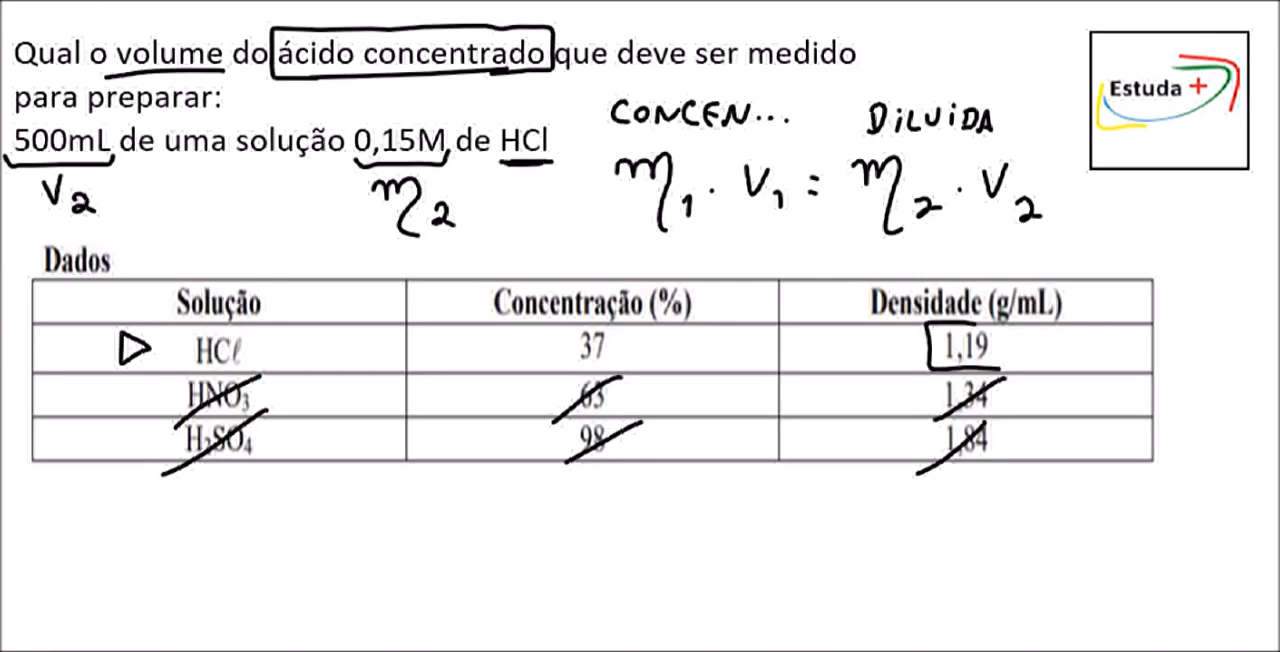 Qual o volume do ácido concentrado que deve ser medido
para preparar:
500mL de uma solução 0,15M de HCl
V2
M2
CONCEN... DILUIDA
M1 . V1 = M2 . V2
Estuda +
Dados
Solução Concentração (%) Densidade (g/mL)
HCℓ 37 1,19
HNO3 63 1,34
H2SO4 98 1,84